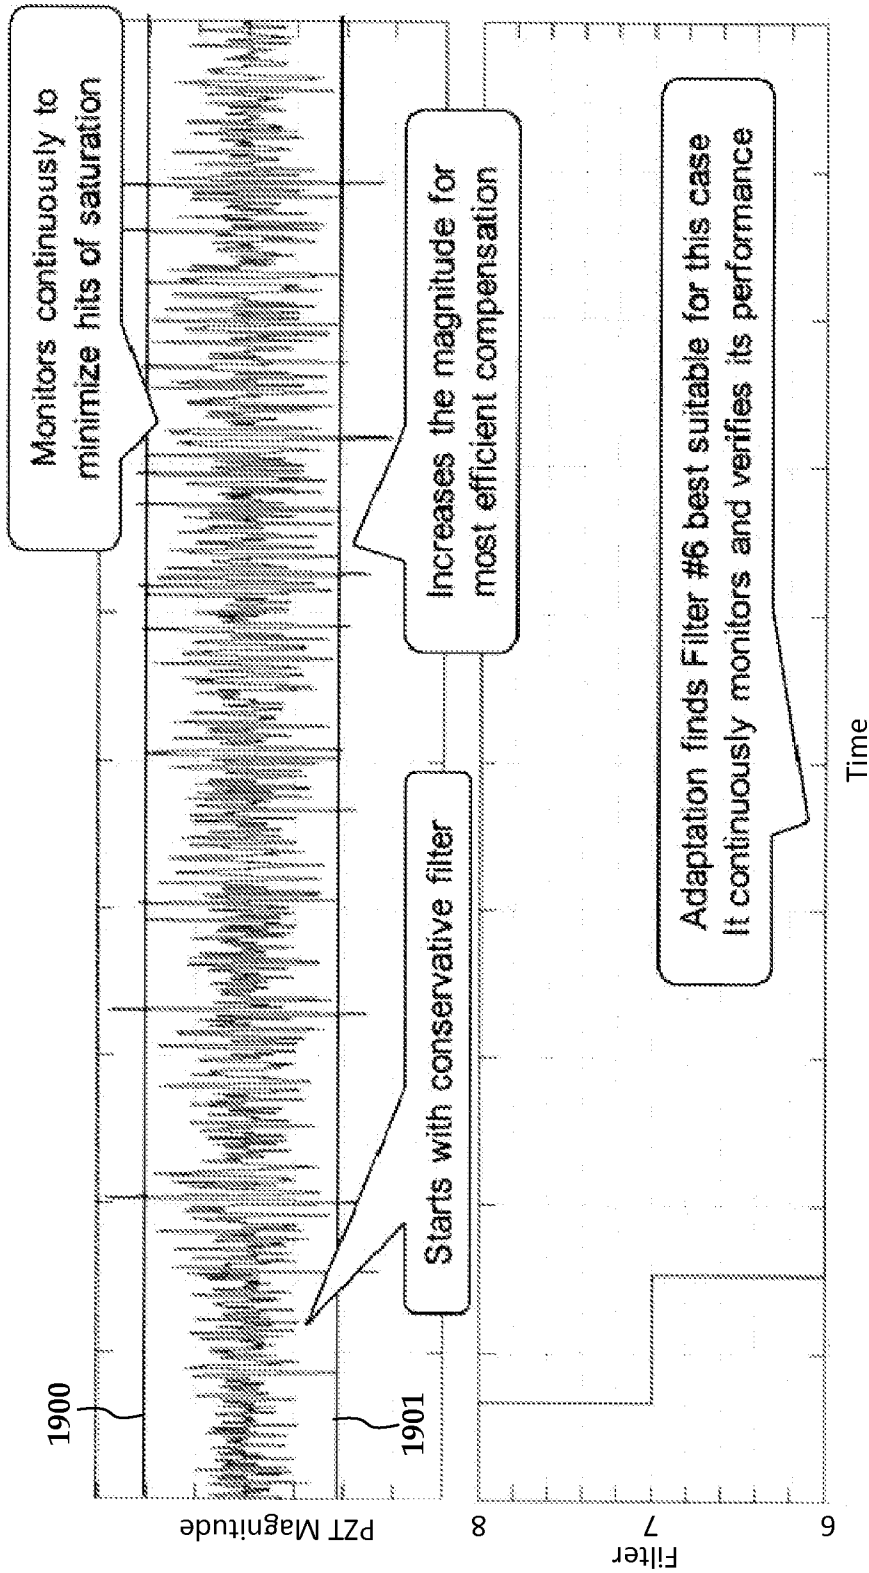 Monitors continuously to
minimize hits of saturation
1900
1901
PZT Magnitude
Increases the magnitude for
most efficient compensation
Starts with conservative filter
8
7
6
Filter
Adaptation finds Filter #6 best suitable for this case
It continuously monitors and verifies its performance
Time